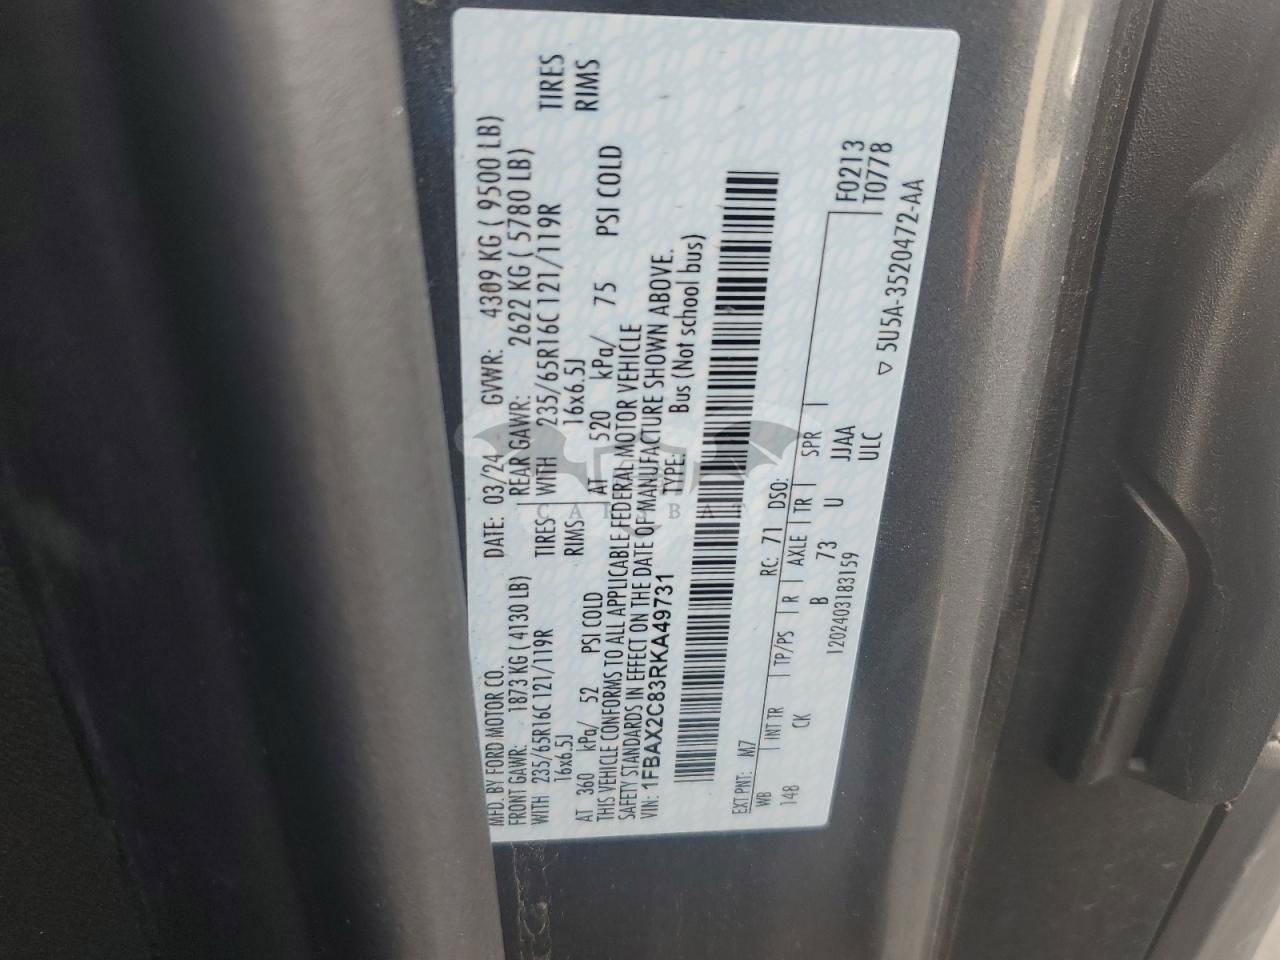 MFD. BY FORD MOTOR CO.
DATE: 03/24 GVWR: 4309 KG ( 9500 LB)
FRONT GAWR: 1873 KG ( 4130 LB) REAR GAWR: 2622 KG ( 5780 LB)
WITH 235/65R16C 121/119R TIRES WITH 235/65R16C 121/119R TIRES
16x6.5J RIMS 16x6.5J RIMS
AT 360 kPa/ 52 PSI COLD AT 520 kPa/ 75 PSI COLD
THIS VEHICLE CONFORMS TO ALL APPLICABLE FEDERAL MOTOR VEHICLE
SAFETY STANDARDS IN EFFECT ON THE DATE OF MANUFACTURE SHOWN ABOVE.
VIN: 1FBAX2C83RKA49731 TYPE: Bus (Not school bus)
EXT PNT: M7 RC: 71 DSO: F0213
WB INT TR TP/PS R AXLE TR SPR T0778
148 CK B 73 U JJAA
1202403183159 ULC
▽ 5U5A-3520472-AA
CARSBAT